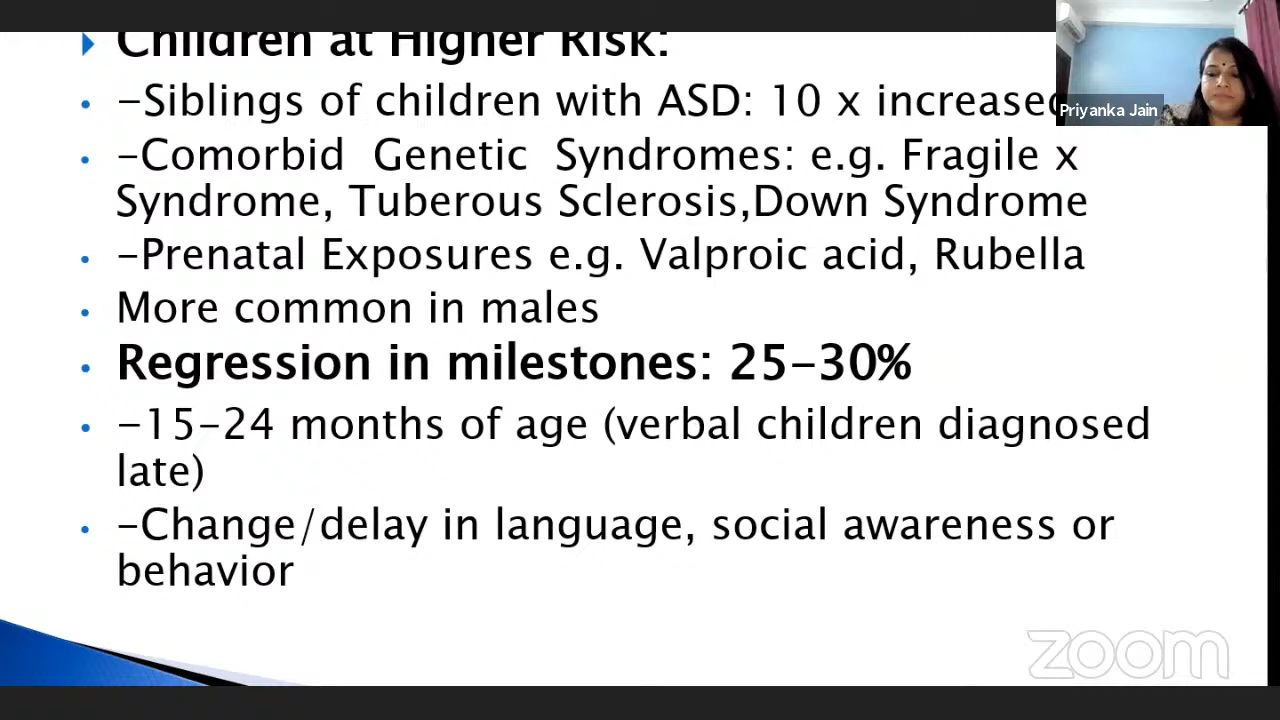 Children at Higher Risk:
−Siblings of children with ASD: 10 x increased
Priyanka Jain
−Comorbid Genetic Syndromes: e.g. Fragile x
Syndrome, Tuberous Sclerosis,Down Syndrome
−Prenatal Exposures e.g. Valproic acid, Rubella
More common in males
Regression in milestones: 25−30%
−15−24 months of age (verbal children diagnosed
late)
−Change/delay in language, social awareness or
behavior
zoom